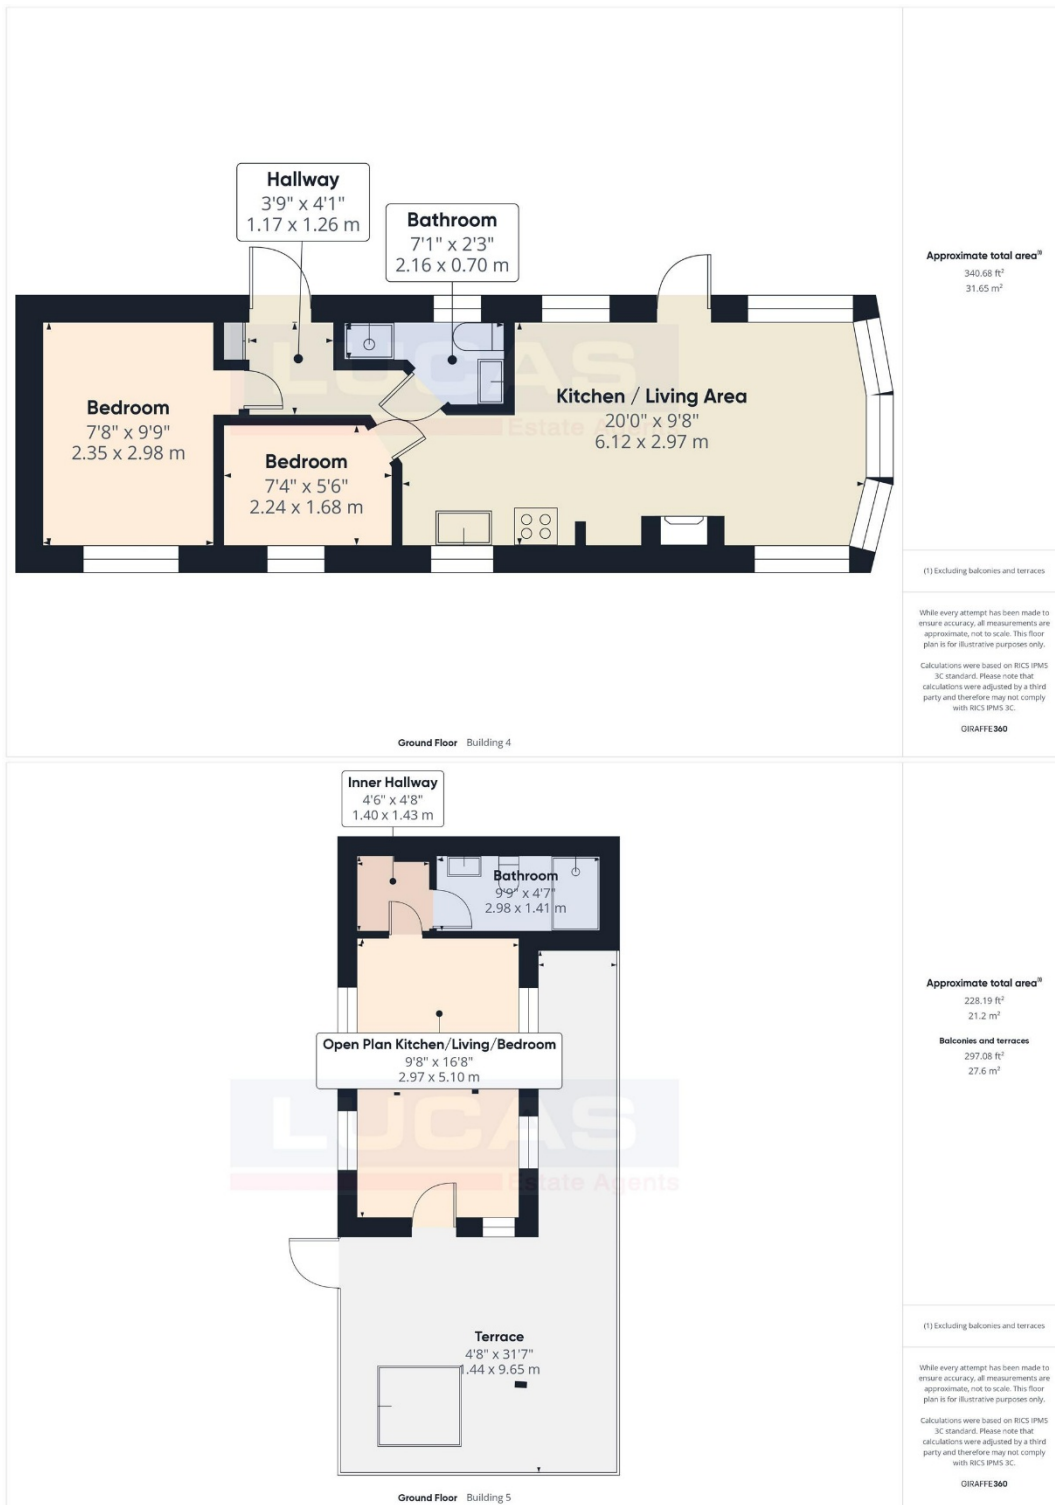 Hallway
3'9" x 4'1"
1.17 x 1.26 m
Bathroom
7'1" x 2'3"
2.16 x 0.70 m
Bedroom
7'8" x 9'9"
2.35 x 2.98 m
Bedroom
7'4" x 5'6"
2.24 x 1.68 m
Kitchen / Living Area
20'0" x 9'8"
6.12 x 2.97 m
LUCAS
Estate Agents
Approximate total area⁽¹⁾
340.68 ft²
31.65 m²
(1) Excluding balconies and terraces
While every attempt has been made to
ensure accuracy, all measurements are
approximate, not to scale. This floor
plan is for illustrative purposes only.
Calculations were based on RICS IPMS
3C standard. Please note that
calculations were adjusted by a third
party and therefore may not comply
with RICS IPMS 3C.
GIRAFFE360
Ground Floor Building 4
Inner Hallway
4'6" x 4'8"
1.40 x 1.43 m
Bathroom
9'9" x 4'7"
2.98 x 1.41 m
Open Plan Kitchen/Living/Bedroom
9'8" x 16'8"
2.97 x 5.10 m
LUCAS
Estate Agents
Terrace
4'8" x 31'7"
1.44 x 9.65 m
Approximate total area⁽¹⁾
228.19 ft²
21.2 m²
Balconies and terraces
297.08 ft²
27.6 m²
(1) Excluding balconies and terraces
While every attempt has been made to
ensure accuracy, all measurements are
approximate, not to scale. This floor
plan is for illustrative purposes only.
Calculations were based on RICS IPMS
3C standard. Please note that
calculations were adjusted by a third
party and therefore may not comply
with RICS IPMS 3C.
GIRAFFE360
Ground Floor Building 5